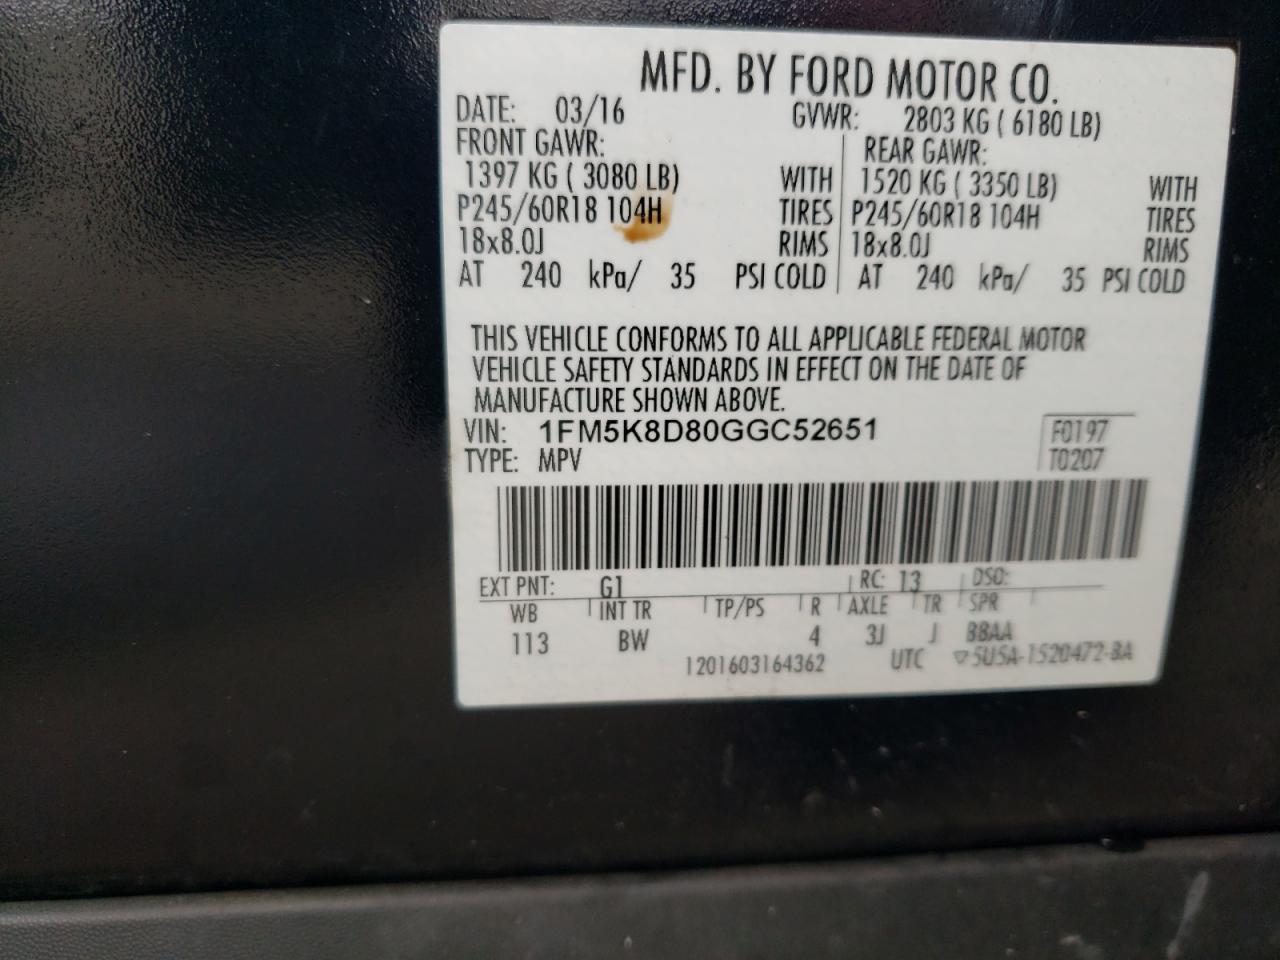 MFD. BY FORD MOTOR CO.
DATE: 03/16 GVWR: 2803 KG ( 6180 LB)
FRONT GAWR: REAR GAWR:
1397 KG ( 3080 LB) WITH 1520 KG ( 3350 LB) WITH
P245/60R18 104H TIRES P245/60R18 104H TIRES
18x8.0J RIMS 18x8.0J RIMS
AT 240 kPa/ 35 PSI COLD AT 240 kPa/ 35 PSI COLD
THIS VEHICLE CONFORMS TO ALL APPLICABLE FEDERAL MOTOR
VEHICLE SAFETY STANDARDS IN EFFECT ON THE DATE OF
MANUFACTURE SHOWN ABOVE.
VIN: 1FM5K8D80GGC52651 F0197
TYPE: MPV T0207
EXT PNT: G1 RC: 13 DSO:
WB INT TR TP/PS R AXLE TR SPR
113 BW 4 3J J BBAA
1201603164362 UTC ▽5U5A-1520472-BA